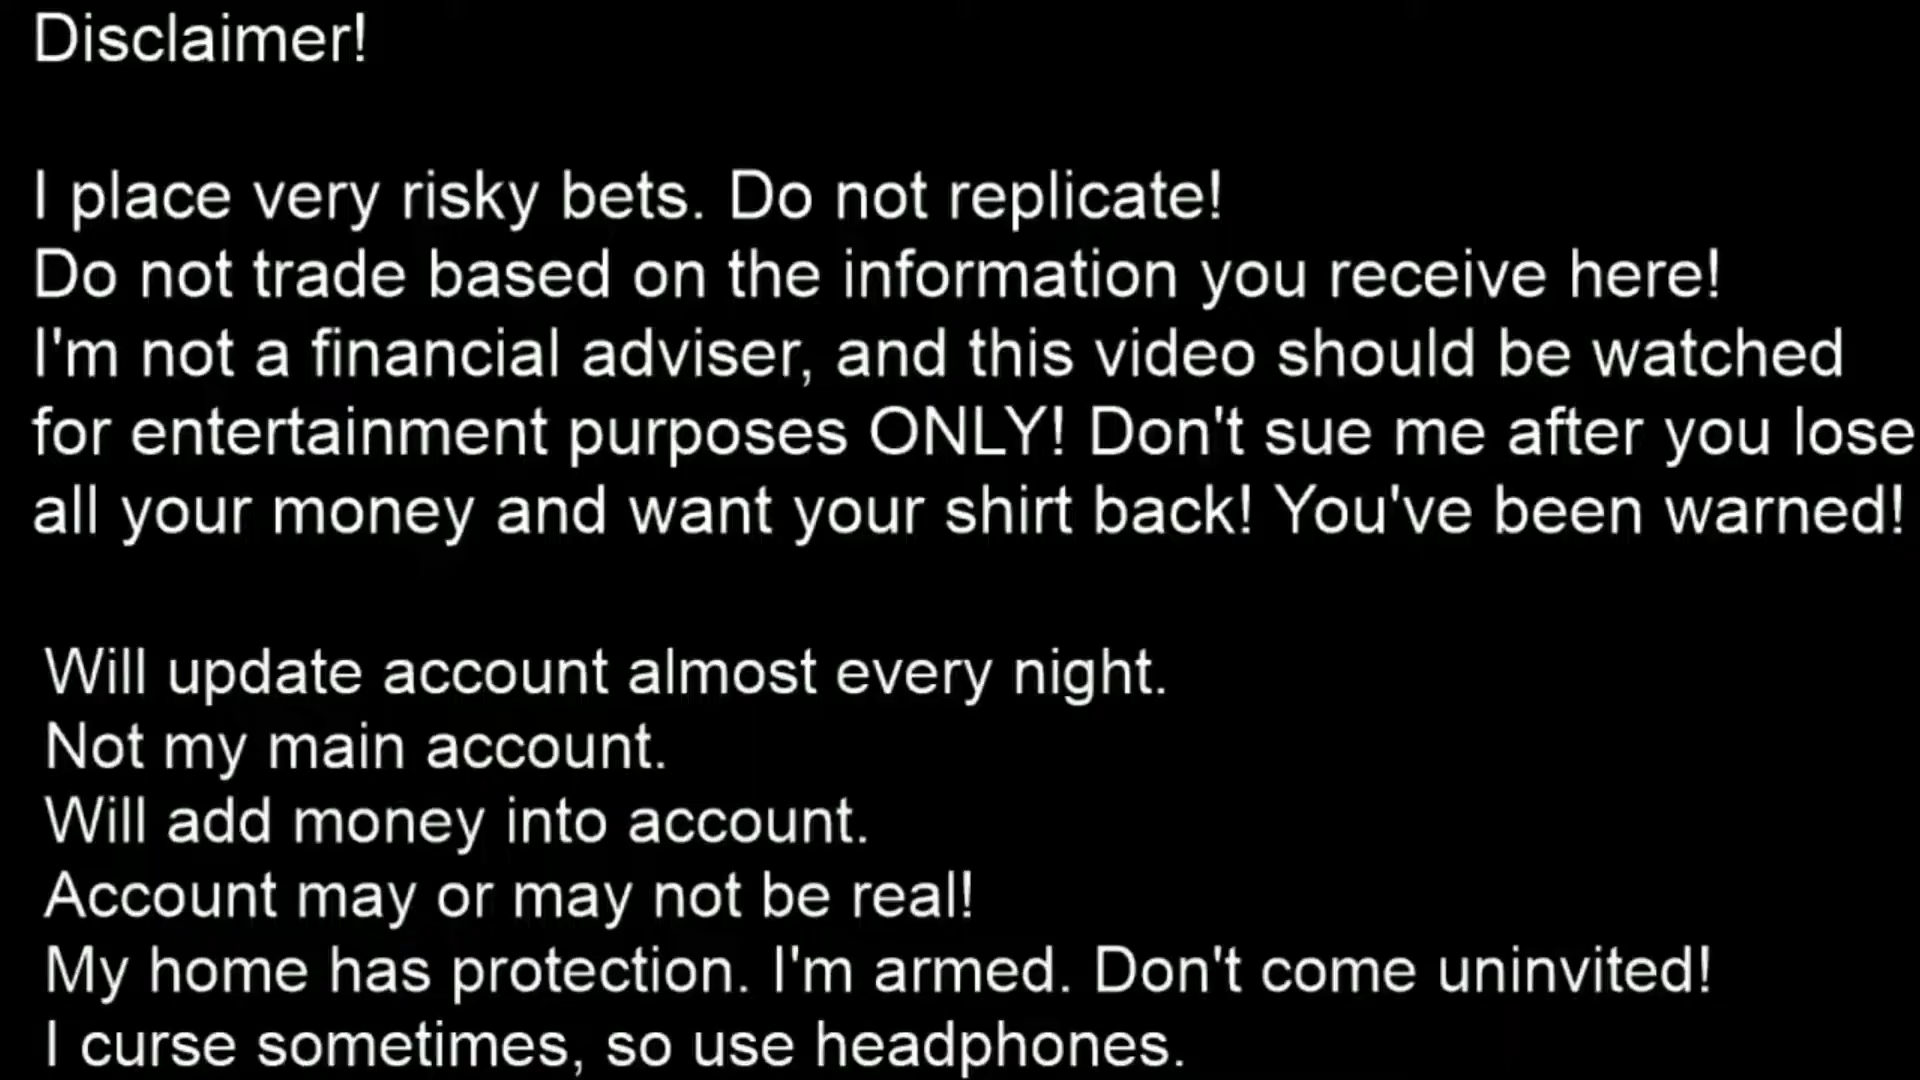 Disclaimer!
I place very risky bets. Do not replicate!
Do not trade based on the information you receive here!
I'm not a financial adviser, and this video should be watched
for entertainment purposes ONLY! Don't sue me after you lose
all your money and want your shirt back! You've been warned!
Will update account almost every night.
Not my main account.
Will add money into account.
Account may or may not be real!
My home has protection. I'm armed. Don't come uninvited!
I curse sometimes, so use headphones.